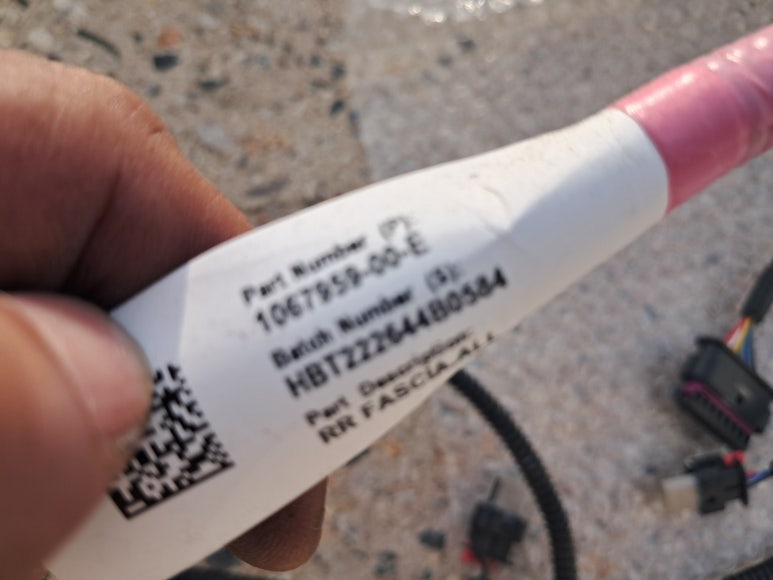 Part Number (P):
1067959-00-E
Batch Number (S):
HBT222644B0584
Part Description:
RR FASCIA ALL